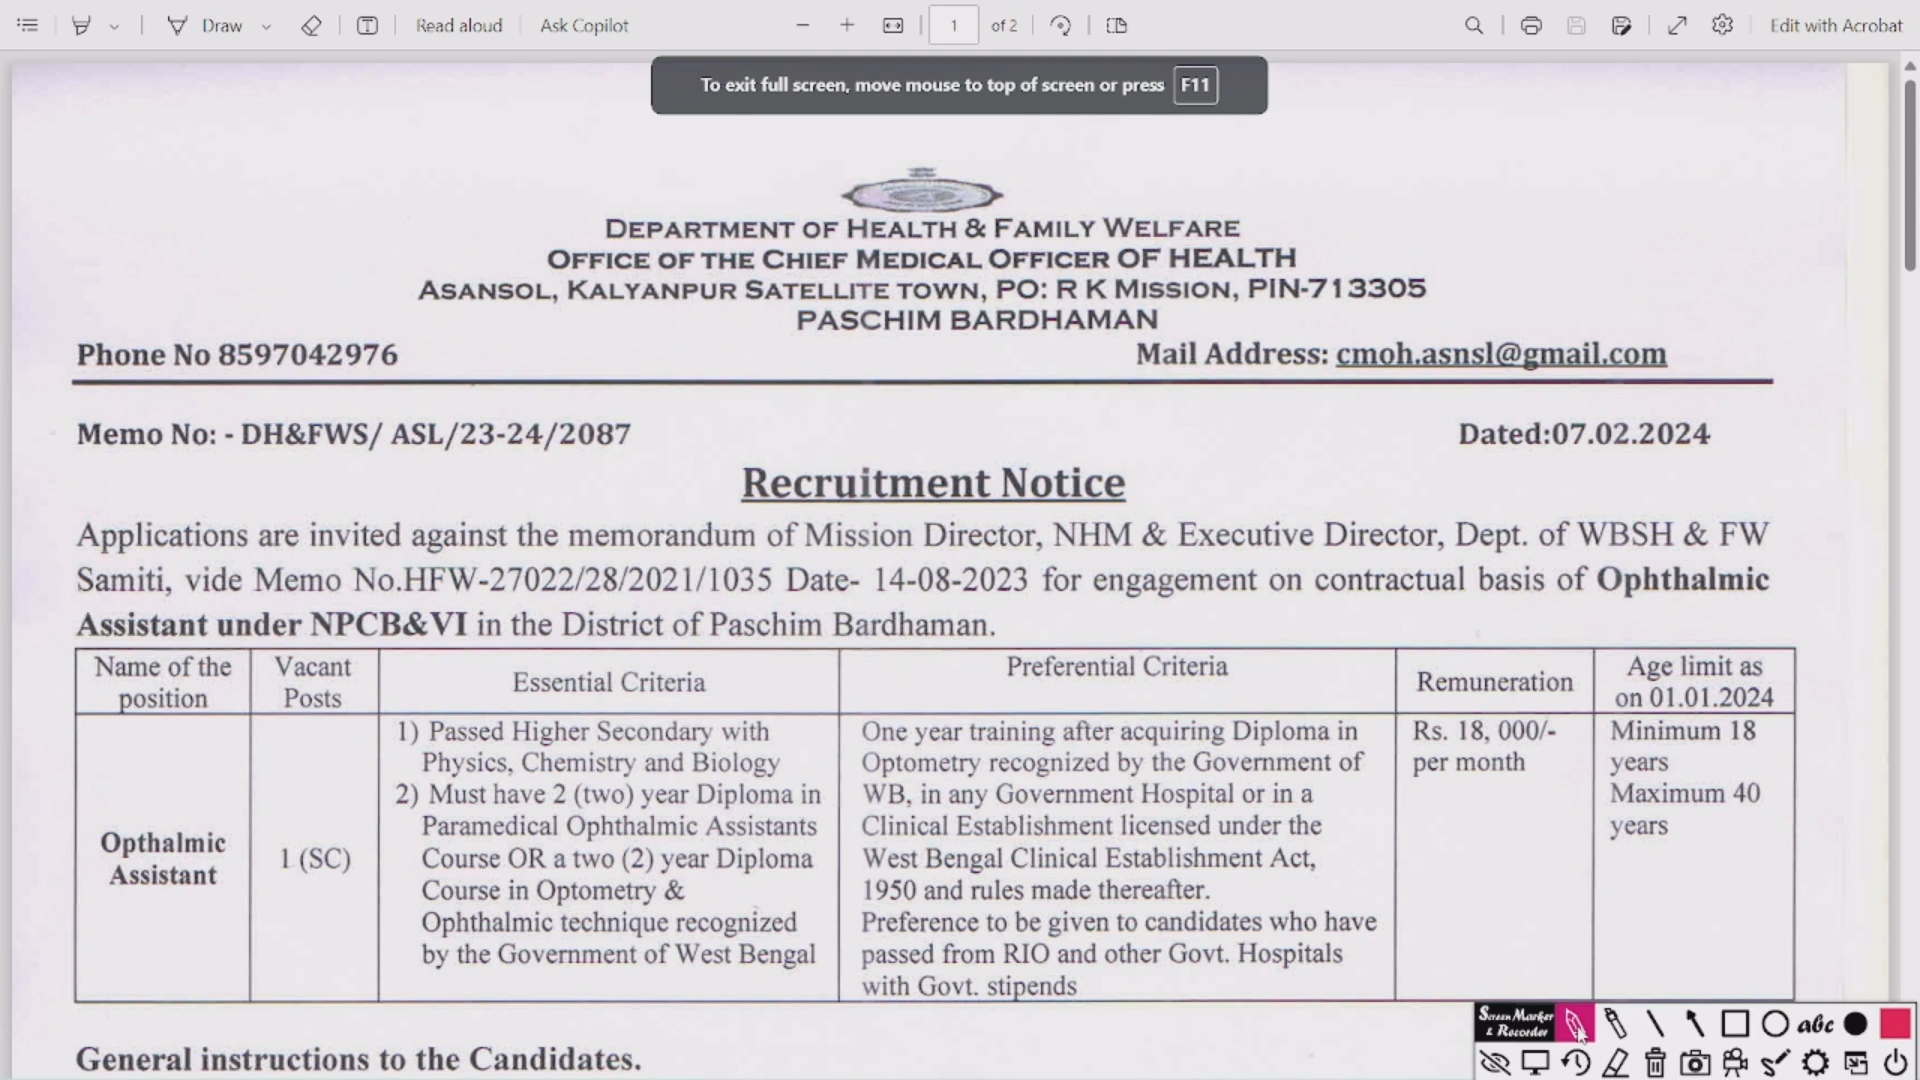 Draw
Read aloud
Ask Copilot
1 of 2
Edit with Acrobat
To exit full screen, move mouse to top of screen or press F11
DEPARTMENT OF HEALTH & FAMILY WELFARE
OFFICE OF THE CHIEF MEDICAL OFFICER OF HEALTH
ASANSOL, KALYANPUR SATELLITE TOWN, PO: R K MISSION, PIN-713305
PASCHIM BARDHAMAN
Phone No 8597042976 Mail Address: cmoh.asnsl@gmail.com
Memo No: - DH&FWS/ ASL/23-24/2087 Dated:07.02.2024
Recruitment Notice
Applications are invited against the memorandum of Mission Director, NHM & Executive Director, Dept. of WBSH & FW
Samiti, vide Memo No.HFW-27022/28/2021/1035 Date- 14-08-2023 for engagement on contractual basis of Ophthalmic
Assistant under NPCB&VI in the District of Paschim Bardhaman.
Name of the
position
Vacant
Posts
Essential Criteria
Preferential Criteria
Remuneration
Age limit as
on 01.01.2024
Opthalmic
Assistant
1 (SC)
1) Passed Higher Secondary with
Physics, Chemistry and Biology
2) Must have 2 (two) year Diploma in
Paramedical Ophthalmic Assistants
Course OR a two (2) year Diploma
Course in Optometry &
Ophthalmic technique recognized
by the Government of West Bengal
One year training after acquiring Diploma in
Optometry recognized by the Government of
WB, in any Government Hospital or in a
Clinical Establishment licensed under the
West Bengal Clinical Establishment Act,
1950 and rules made thereafter.
Preference to be given to candidates who have
passed from RIO and other Govt. Hospitals
with Govt. stipends
Rs. 18, 000/-
per month
Minimum 18
years
Maximum 40
years
General instructions to the Candidates.
Screen Marker
& Recorder
abc